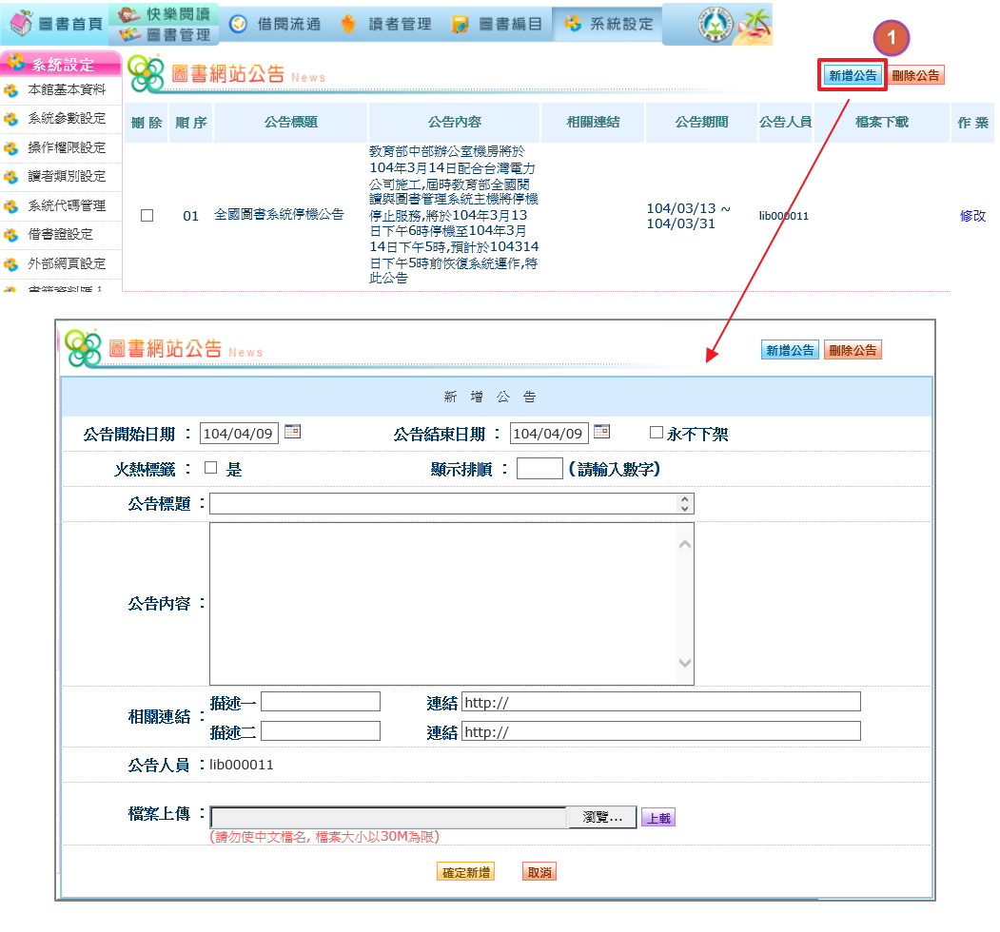 圖書首頁
快樂閱讀
圖書管理
借閱流通
讀者管理
圖書編目
系統設定
1
系統設定
圖書網站公告 News
新增公告
刪除公告
本館基本資料
系統參數設定
操作權限設定
讀者類別設定
系統代碼管理
借書證設定
外部網頁設定
刪除 順序 公告標題 公告內容 相關連結 公告期間 公告人員 檔案下載 作業
01 全國圖書系統停機公告
教育部中部辦公室機房將於
104年3月14日配合台灣電力
公司施工,屆時教育部全國閱
讀與圖書管理系統主機將停機
停止服務,將於104年3月13
日下午6時停機至104年3月
14日下午5時,預計於104314
日下午5時前恢復系統運作,特
此公告
104/03/13 ~
104/03/31
lib000011
修改
圖書網站公告 News
新增公告 刪除公告
新 增 公 告
公告開始日期 : 104/04/09 公告結束日期 : 104/04/09 永不下架
火熱標籤 : 是 顯示排順 : (請輸入數字)
公告標題 :
公告內容 :
相關連結 :
描述一 連結 http://
描述二 連結 http://
公告人員 : lib000011
檔案上傳 : 瀏覽... 上載
(請勿使中文檔名, 檔案大小以30M為限)
確定新增 取消